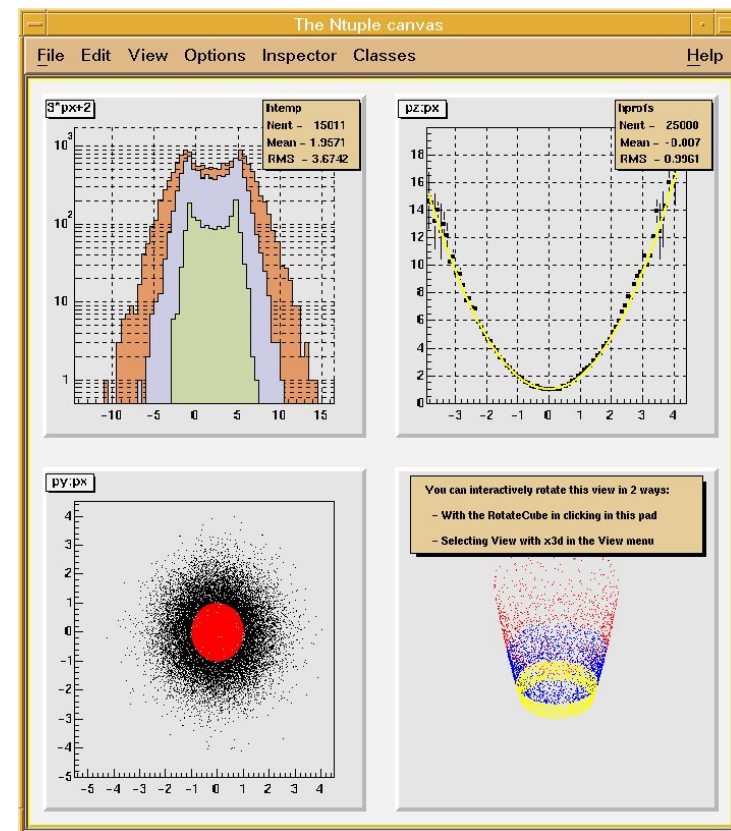 The Ntuple canvas
File Edit View Options Inspector Classes Help
3*px+2
htemp
Nent = 15011
Mean = 1.9571
RMS = 3.6742
10³
10²
10
1
-10 -5 0 5 10 15
pz:px
hprofs
Nent = 25000
Mean = -0.007
RMS = 0.9961
18
16
14
12
10
8
6
4
2
0
-3 -2 -1 0 1 2 3 4
py:px
4
3
2
1
0
-1
-2
-3
-4
-5
-5 -4 -3 -2 -1 0 1 2 3 4
You can interactively rotate this view in 2 ways:
- With the RotateCube in clicking in this pad
- Selecting View with x3d in the View menu